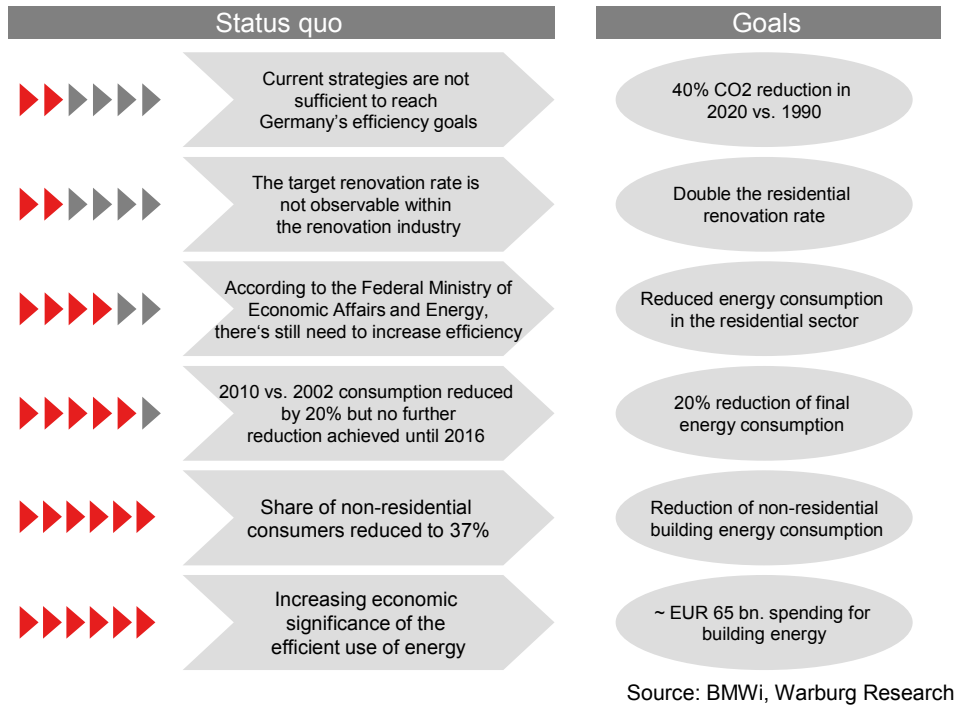 Status quo
Goals
Current strategies are not
sufficient to reach
Germany’s efficiency goals
40% CO2 reduction in
2020 vs. 1990
The target renovation rate is
not observable within
the renovation industry
Double the residential
renovation rate
According to the Federal Ministry of
Economic Affairs and Energy,
there‘s still need to increase efficiency
Reduced energy consumption
in the residential sector
2010 vs. 2002 consumption reduced
by 20% but no further
reduction achieved until 2016
20% reduction of final
energy consumption
Share of non-residential
consumers reduced to 37%
Reduction of non-residential
building energy consumption
Increasing economic
significance of the
efficient use of energy
~ EUR 65 bn. spending for
building energy
Source: BMWi, Warburg Research